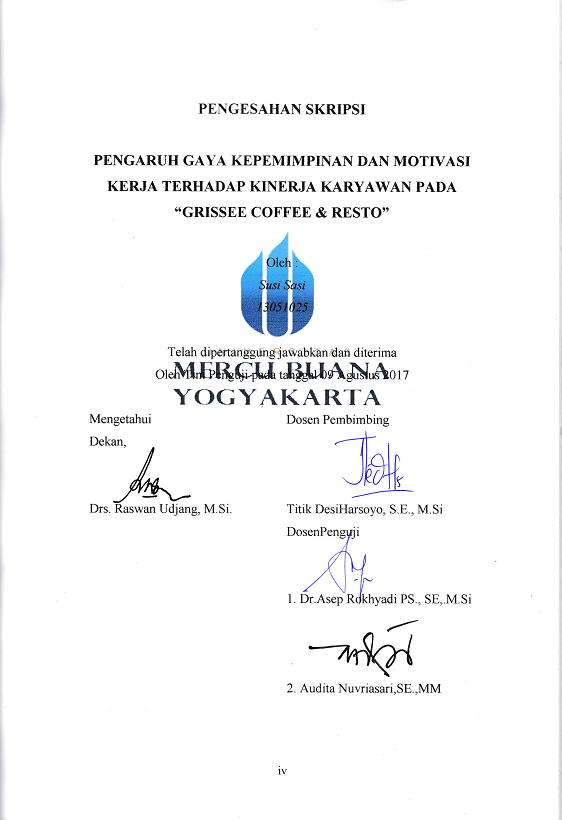 PENGESAHAN SKRIPSI
PENGARUH GAYA KEPEMIMPINAN DAN MOTIVASI
KERJA TERHADAP KINERJA KARYAWAN PADA
“GRISSEE COFFEE & RESTO”
Oleh :
Susi Sasi
13051025
Telah dipertanggung jawabkan dan diterima
MERCU BUANA
Oleh Tim Penguji pada tanggal 09 Agustus 2017
YOGYAKARTA
Mengetahui
Dekan,
Drs. Raswan Udjang, M.Si.
Dosen Pembimbing
Titik DesiHarsoyo, S.E., M.Si
DosenPenguji
1. Dr.Asep Rokhyadi PS., SE,.M.Si
2. Audita Nuvriasari,SE.,MM
iv